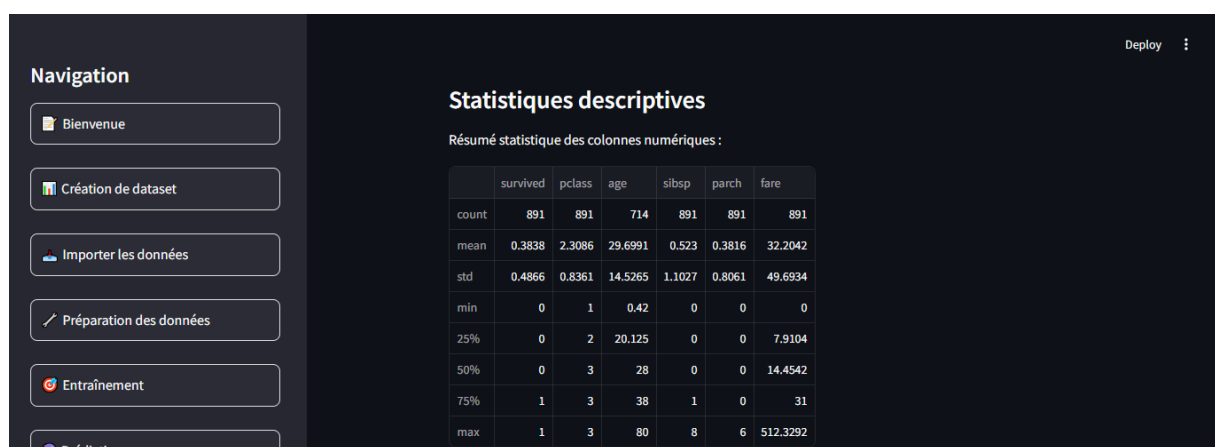 Deploy
Navigation
Bienvenue
Création de dataset
Importer les données
Préparation des données
Entraînement
Statistiques descriptives
Résumé statistique des colonnes numériques :
survived pclass age sibsp parch fare
count 891 891 714 891 891 891
mean 0.3838 2.3086 29.6991 0.523 0.3816 32.2042
std 0.4866 0.8361 14.5265 1.1027 0.8061 49.6934
min 0 1 0.42 0 0 0
25% 0 2 20.125 0 0 7.9104
50% 0 3 28 0 0 14.4542
75% 1 3 38 1 0 31
max 1 3 80 8 6 512.3292